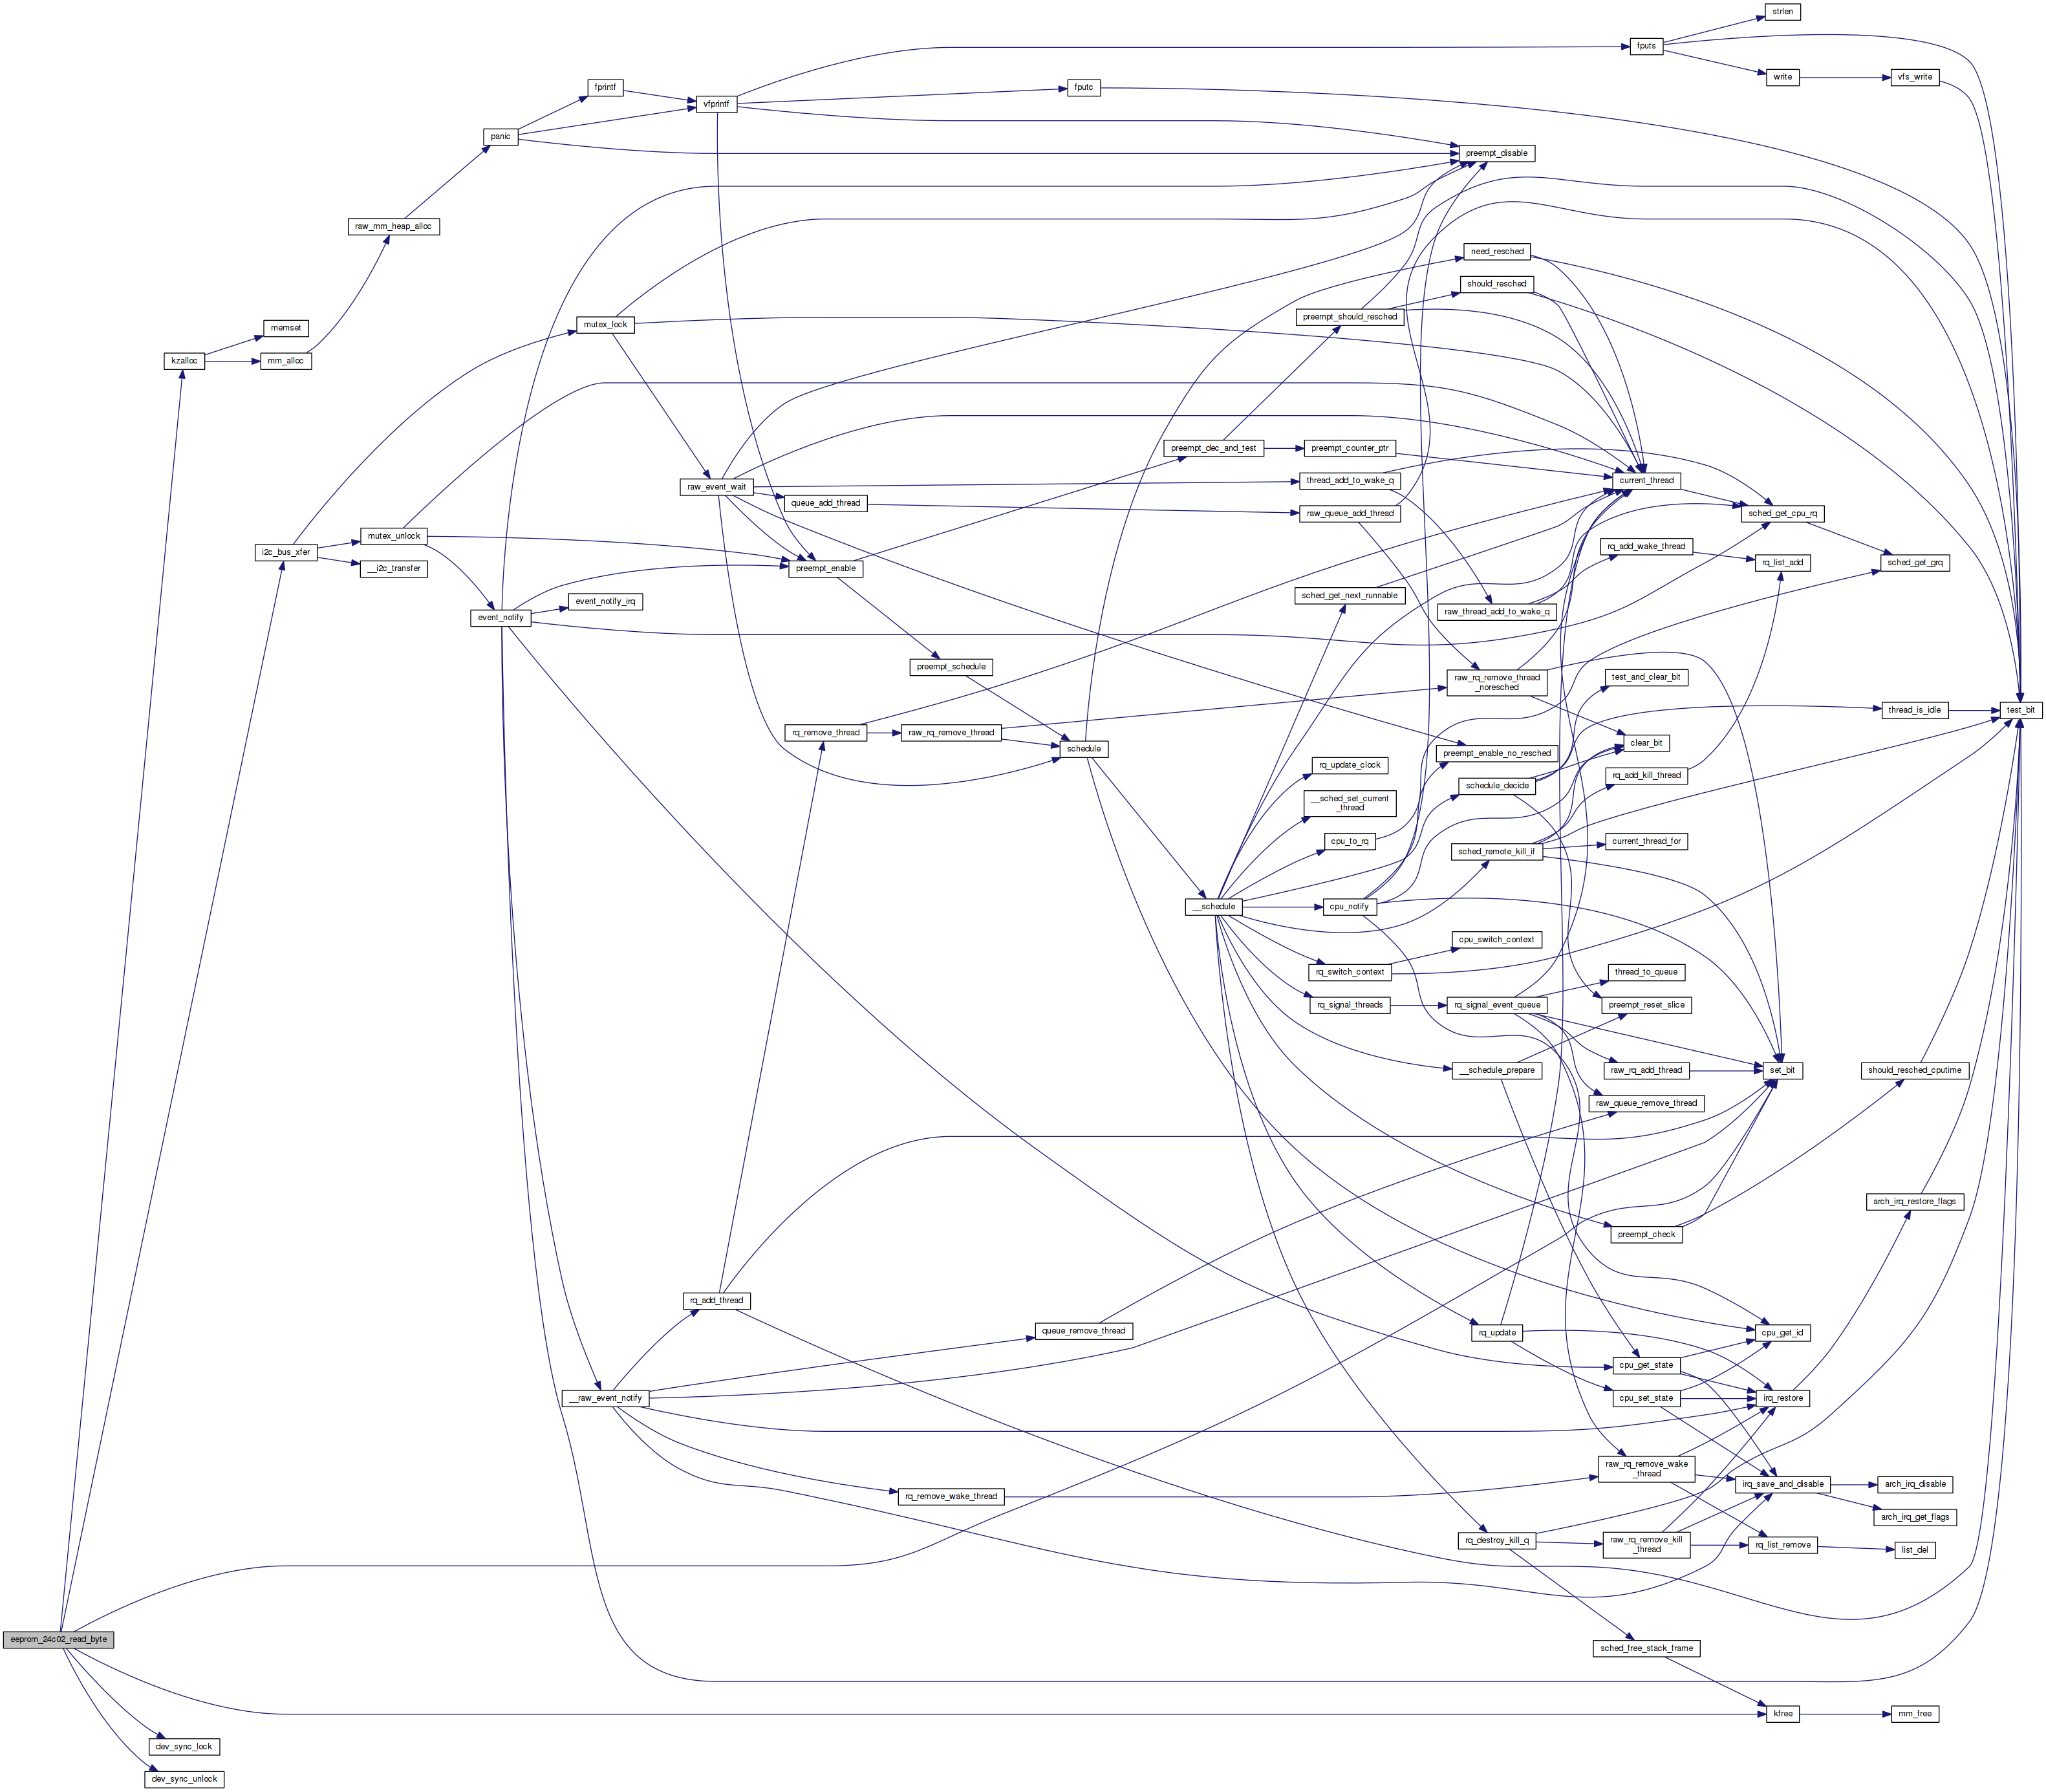 strlen
fputs
write
vfs_write
fprintf
fputc
vfprintf
panic
preempt_disable
raw_mm_heap_alloc
need_resched
should_resched
preempt_should_resched
mutex_lock
memset
kzalloc
mm_alloc
preempt_dec_and_test
preempt_counter_ptr
raw_event_wait
thread_add_to_wake_q
current_thread
queue_add_thread
raw_queue_add_thread
sched_get_cpu_rq
mutex_unlock
i2c_bus_xfer
rq_add_wake_thread
rq_list_add
sched_get_grq
__i2c_transfer
preempt_enable
event_notify_irq
sched_get_next_runnable
event_notify
raw_thread_add_to_wake_q
preempt_schedule
raw_rq_remove_thread
_noresched
test_and_clear_bit
thread_is_idle
test_bit
rq_remove_thread
raw_rq_remove_thread
schedule
clear_bit
preempt_enable_no_resched
rq_update_clock
rq_add_kill_thread
schedule_decide
__sched_set_current
_thread
cpu_to_rq
current_thread_for
sched_remote_kill_if
__schedule
cpu_notify
cpu_switch_context
rq_switch_context
thread_to_queue
rq_signal_threads
rq_signal_event_queue
preempt_reset_slice
__schedule_prepare
raw_rq_add_thread
set_bit
should_resched_cputime
raw_queue_remove_thread
arch_irq_restore_flags
preempt_check
rq_add_thread
queue_remove_thread
rq_update
cpu_get_id
cpu_get_state
__raw_event_notify
cpu_set_state
irq_restore
raw_rq_remove_wake
_thread
irq_save_and_disable
arch_irq_disable
rq_remove_wake_thread
arch_irq_get_flags
rq_destroy_kill_q
raw_rq_remove_kill
_thread
rq_list_remove
list_del
eeprom_24c02_read_byte
sched_free_stack_frame
kfree
mm_free
dev_sync_lock
dev_sync_unlock